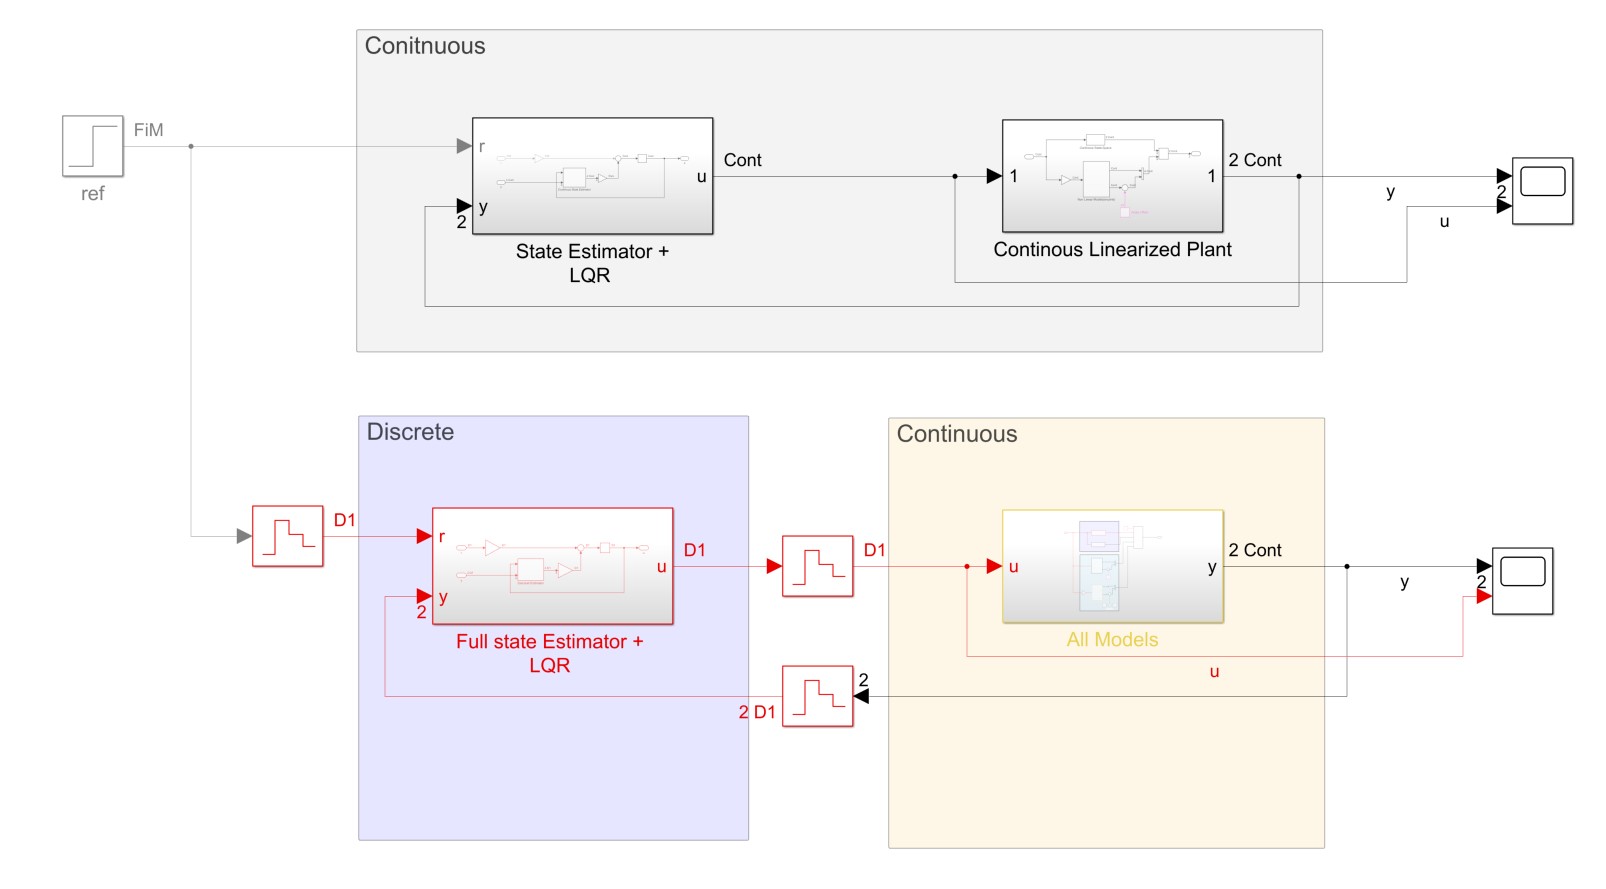 Conitnuous
FiM
ref
r
y
2
u
Cont
State Estimator +
LQR
1
1
2 Cont
Continous Linearized Plant
y
2
u
Discrete
D1
r
y
2
u
D1
Full state Estimator +
LQR
D1
2
2 D1
Continuous
u
y
2 Cont
All Models
y
2
u